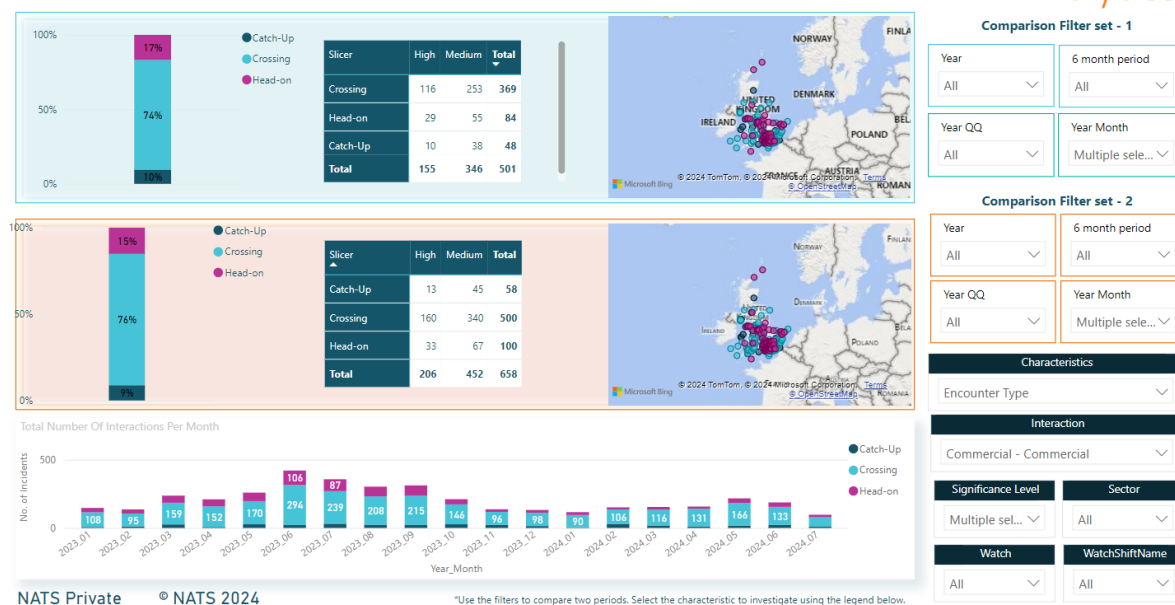 Comparison Filter set - 1
100%
50%
0%
17%
74%
10%
Catch-Up
Crossing
Head-on
Slicer High Medium Total
Crossing 116 253 369
Head-on 29 55 84
Catch-Up 10 38 48
Total 155 346 501
NORWAY
FINLA
DENMARK
UNITED
KINGDOM
IRELAND
BEL
POLAND
AUSTRIA
ROMAN
Microsoft Bing
© 2024 TomTom, © 2024 Microsoft Corporation, Terms
© OpenStreetMap
Year
All
6 month period
All
Year QQ
All
Year Month
Multiple sele...
Comparison Filter set - 2
Year
All
6 month period
All
Year QQ
All
Year Month
Multiple sele...
100%
50%
0%
15%
76%
9%
Catch-Up
Crossing
Head-on
Slicer High Medium Total
Catch-Up 13 45 58
Crossing 160 340 500
Head-on 33 67 100
Total 206 452 658
NORWAY
FINLAN
DENMARK
IRELAND
BELA
POLAND
ROMANIA
Microsoft Bing
© 2024 TomTom, © 2024 Microsoft Corporation, Terms
© OpenStreetMap
Characteristics
Encounter Type
Interaction
Commercial - Commercial
Significance Level
Multiple sel...
Sector
All
Watch
All
WatchShiftName
All
Total Number Of Interactions Per Month
No. of Incidents
500
0
108 95 159 152 170 294 106 239 87 208 215 146 96 98 90 106 116 131 166 133
Catch-Up
Crossing
Head-on
2023_01 2023_02 2023_03 2023_04 2023_05 2023_06 2023_07 2023_08 2023_09 2023_10 2023_11 2023_12 2024_01 2024_02 2024_03 2024_04 2024_05 2024_06 2024_07
Year_Month
NATS Private © NATS 2024
"Use the filters to compare two periods. Select the characteristic to investigate using the legend below.